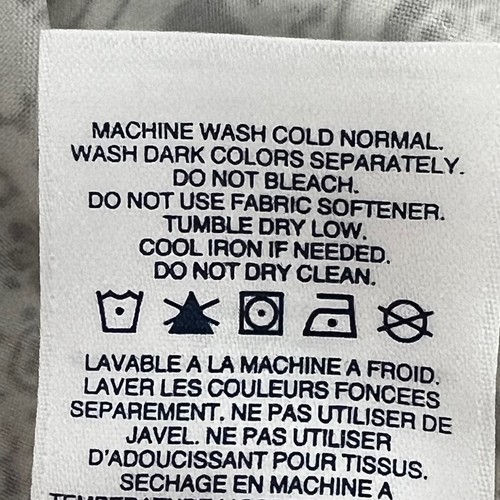 MACHINE WASH COLD NORMAL.
WASH DARK COLORS SEPARATELY.
DO NOT BLEACH.
DO NOT USE FABRIC SOFTENER.
TUMBLE DRY LOW.
COOL IRON IF NEEDED.
DO NOT DRY CLEAN.
LAVABLE A LA MACHINE A FROID.
LAVER LES COULEURS FONCEES
SEPAREMENT. NE PAS UTILISER DE
JAVEL. NE PAS UTILISER
D'ADOUCISSANT POUR TISSUS.
SECHAGE EN MACHINE A